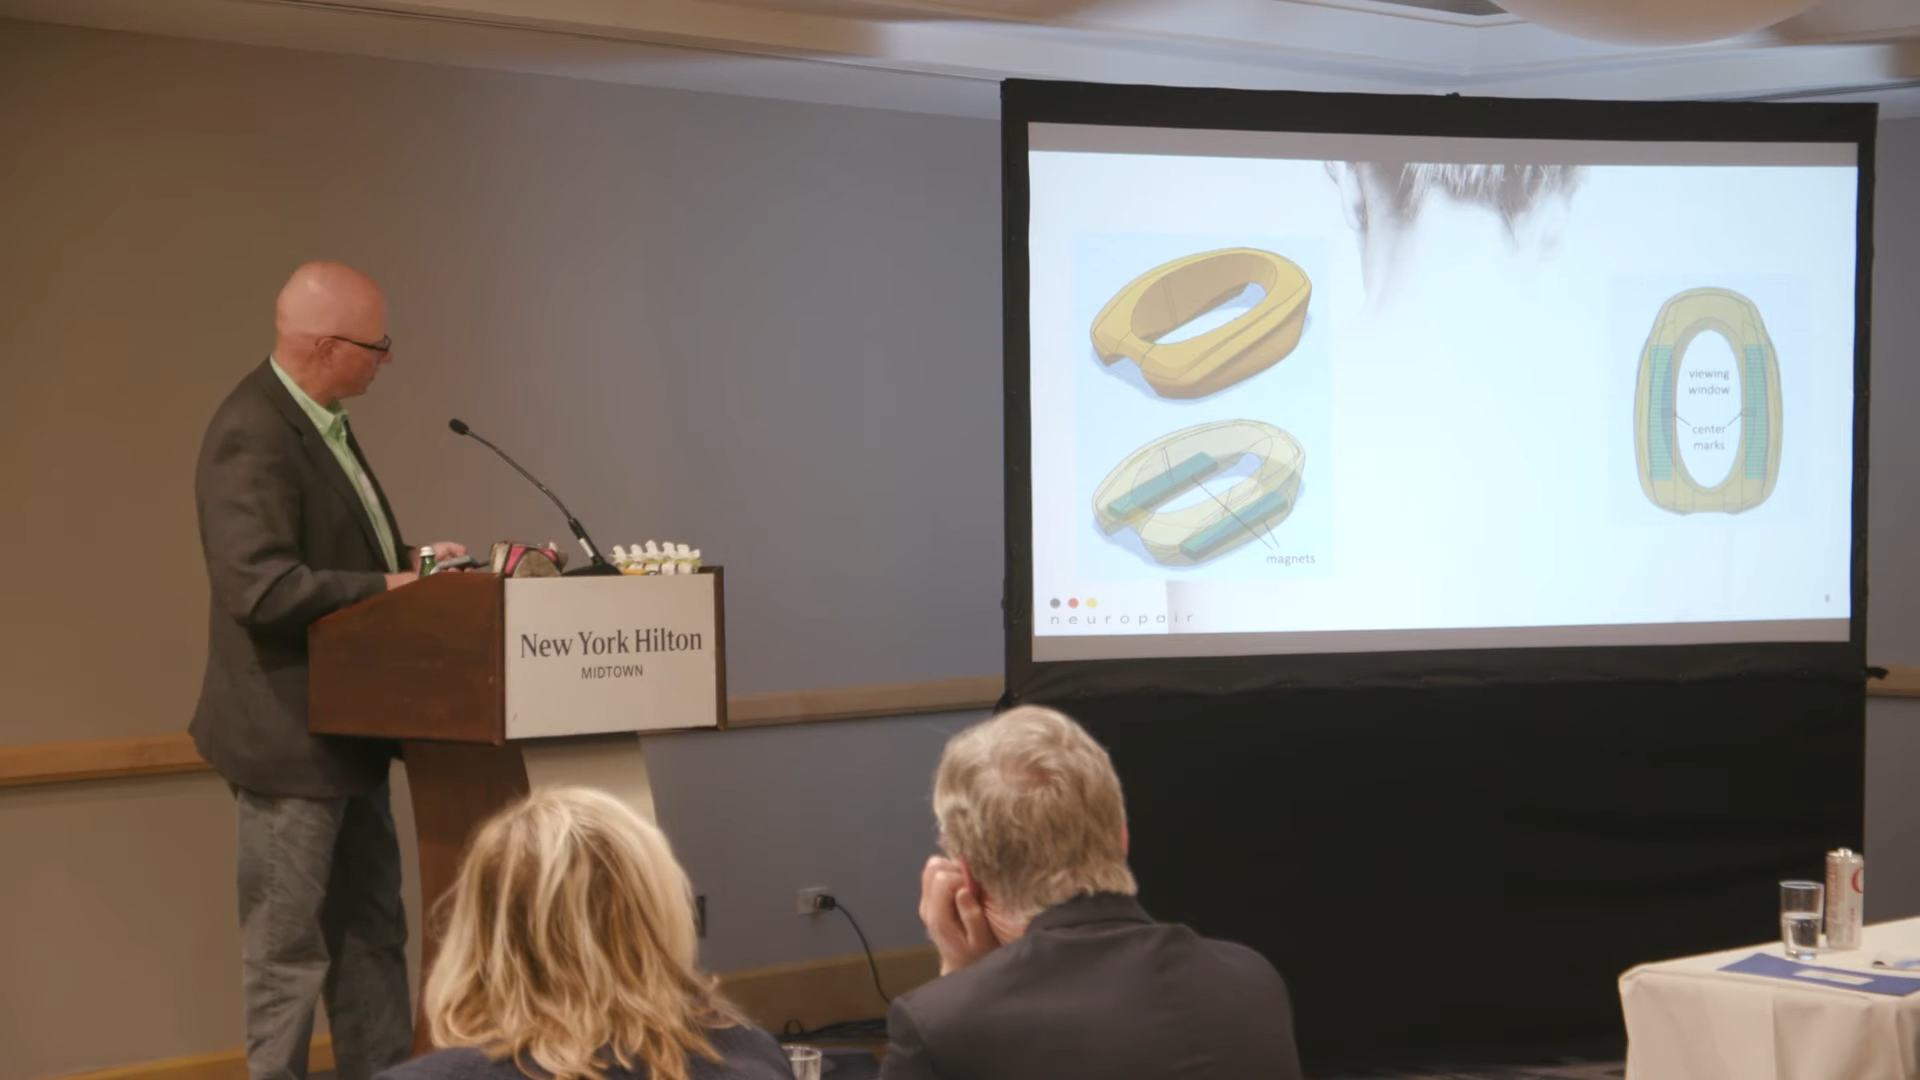 New York Hilton
MIDTOWN
viewing
window
center
marks
magnets
neuropair